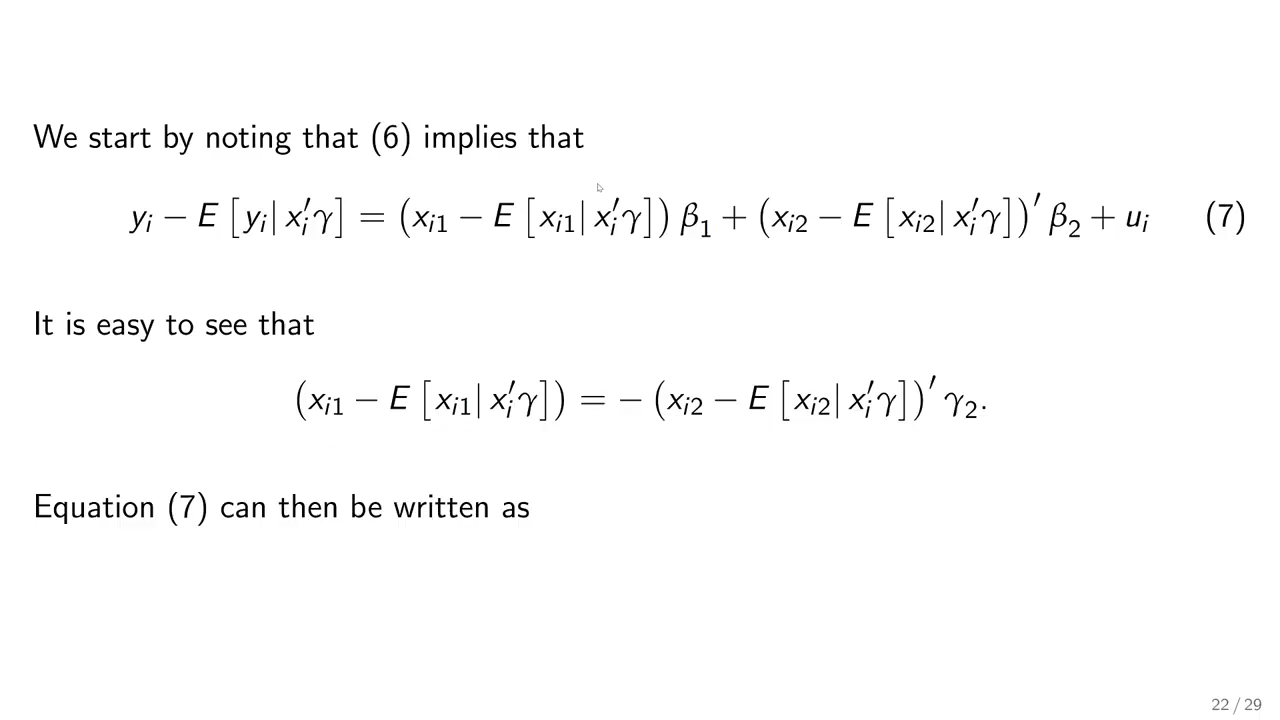 We start by noting that (6) implies that
y_i − E [y_i| x_i′γ] = (x_{i1} − E [x_{i1}| x_i′γ]) β_1 + (x_{i2} − E [x_{i2}| x_i′γ])′ β_2 + u_i (7)
It is easy to see that
(x_{i1} − E [x_{i1}| x_i′γ]) = − (x_{i2} − E [x_{i2}| x_i′γ])′ γ_2.
Equation (7) can then be written as
22 / 29